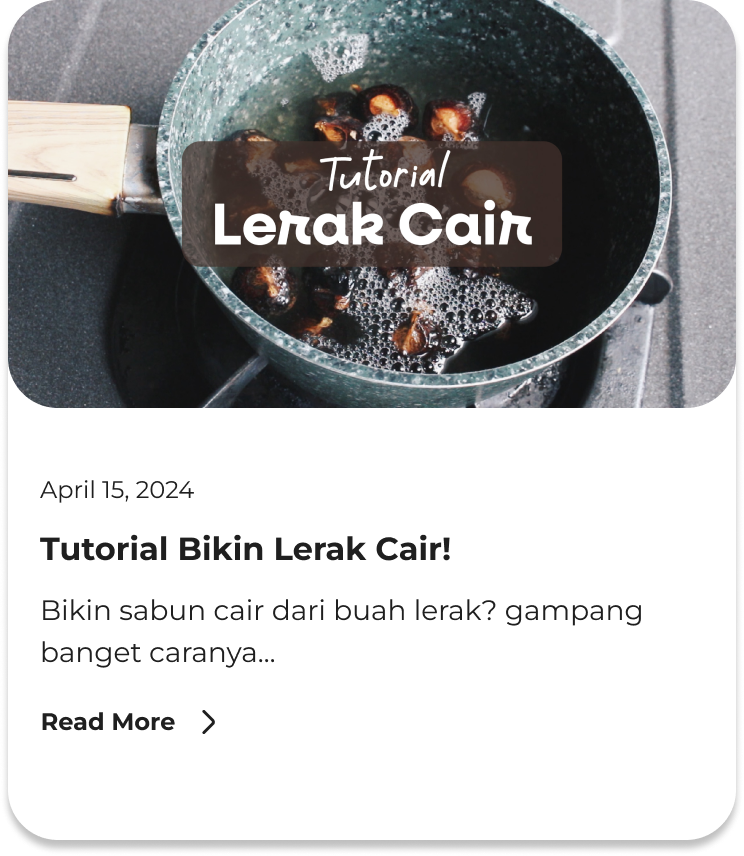 Tutorial
Lerak Cair
April 15, 2024
Tutorial Bikin Lerak Cair!
Bikin sabun cair dari buah lerak? gampang
banget caranya...
Read More